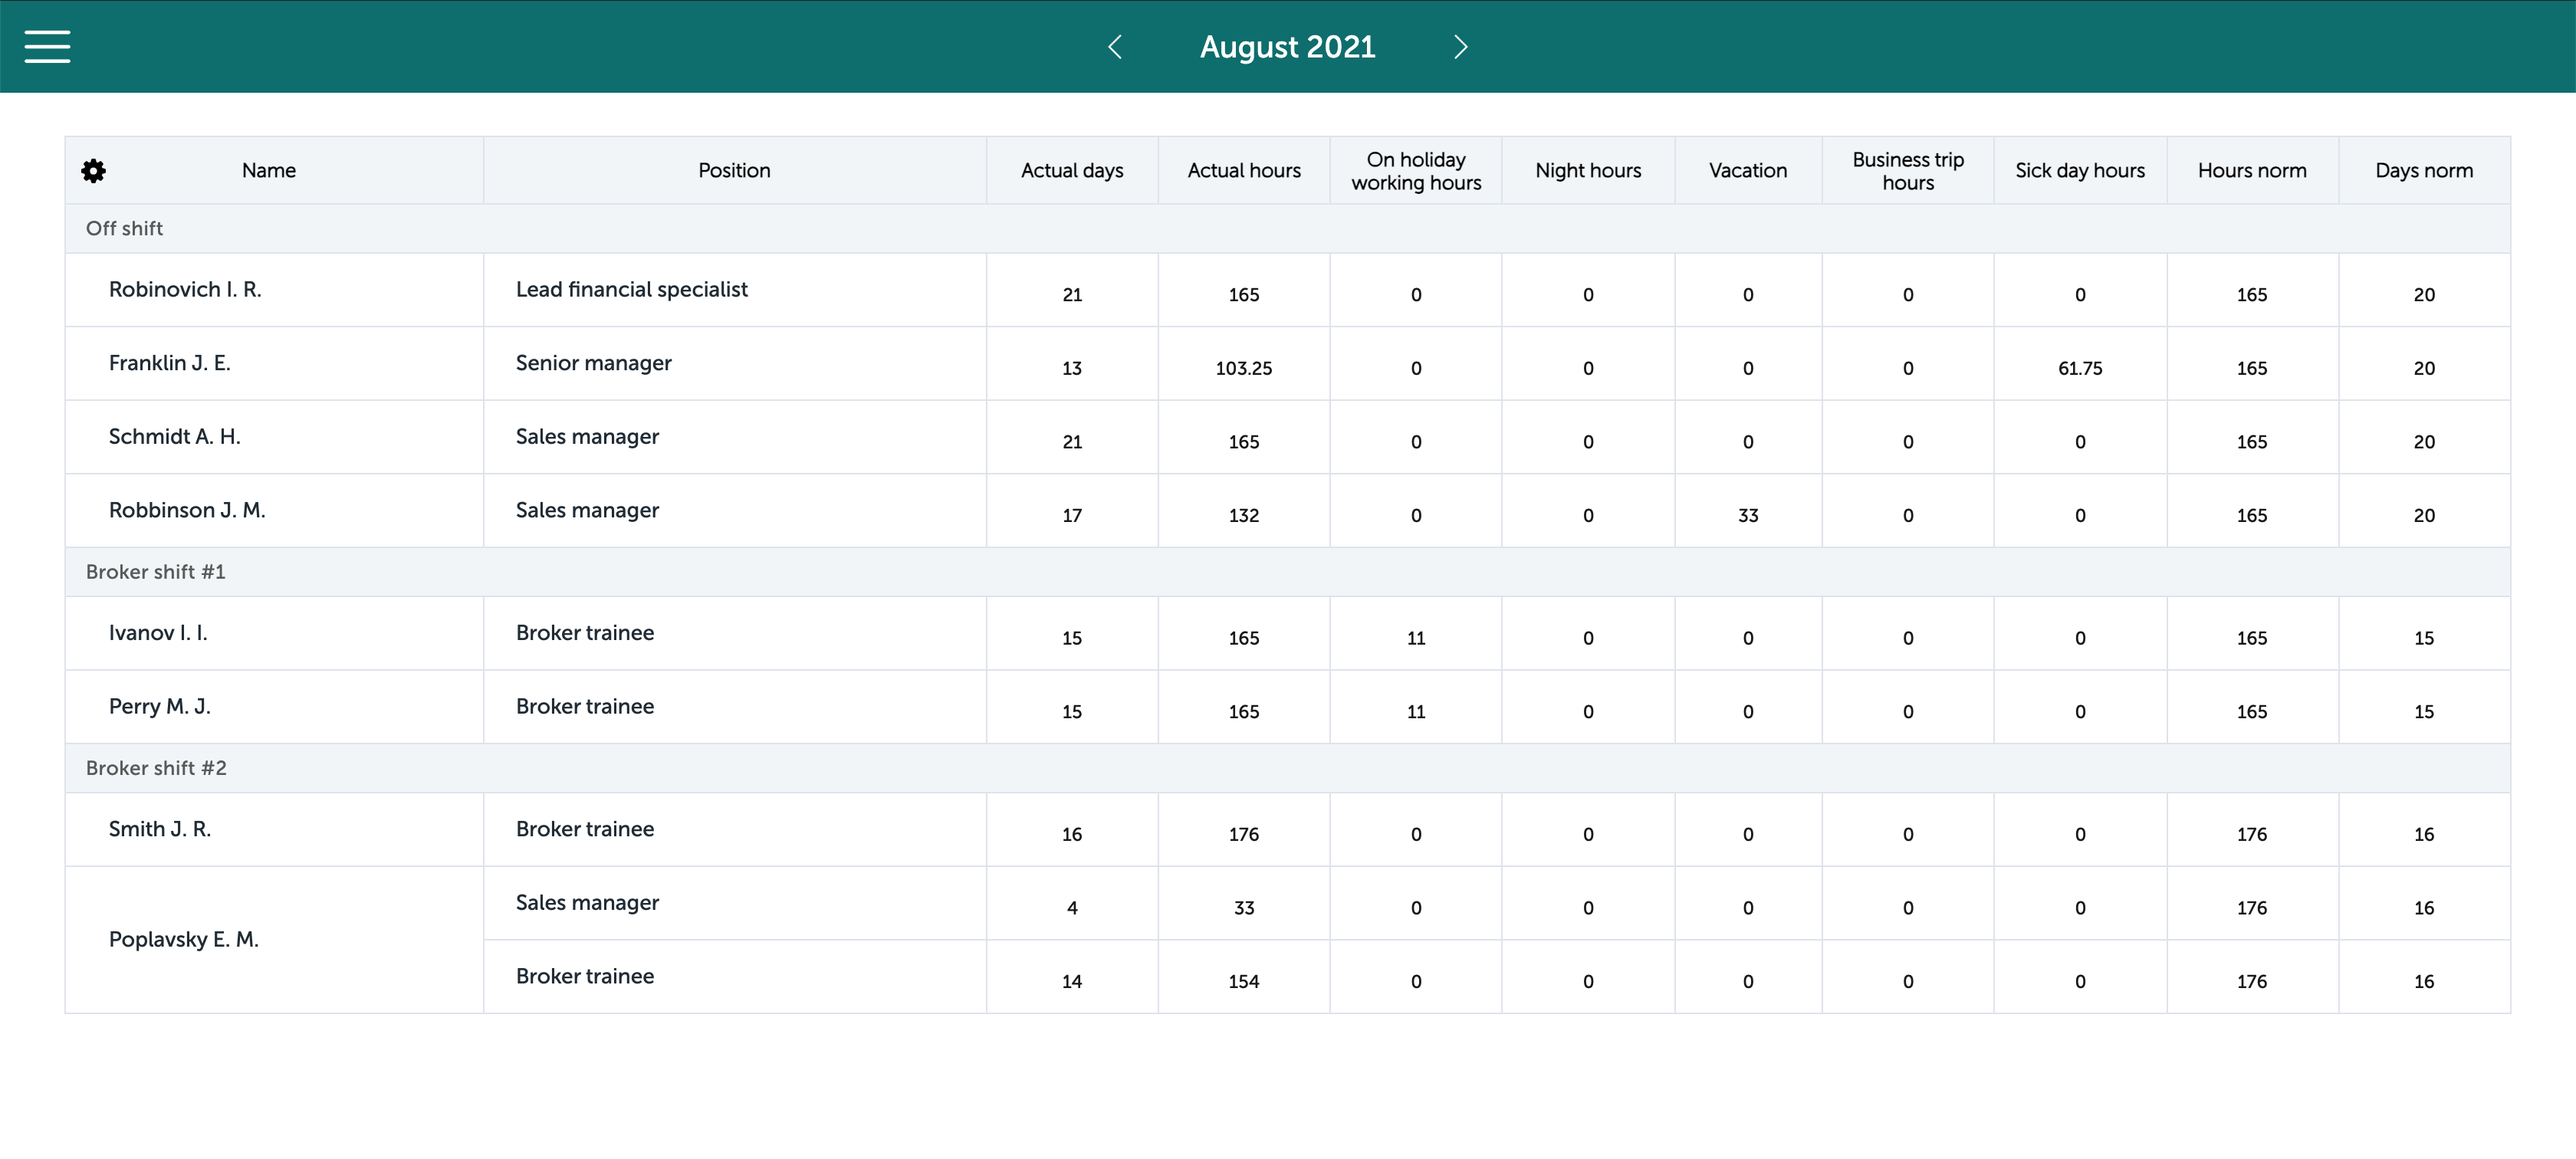 August 2021
Name Position Actual days Actual hours On holiday working hours Night hours Vacation Business trip hours Sick day hours Hours norm Days norm
Off shift
Robinovich I. R. Lead financial specialist 21 165 0 0 0 0 0 165 20
Franklin J. E. Senior manager 13 103.25 0 0 0 0 61.75 165 20
Schmidt A. H. Sales manager 21 165 0 0 0 0 0 165 20
Robbinson J. M. Sales manager 17 132 0 0 33 0 0 165 20
Broker shift #1
Ivanov I. I. Broker trainee 15 165 11 0 0 0 0 165 15
Perry M. J. Broker trainee 15 165 11 0 0 0 0 165 15
Broker shift #2
Smith J. R. Broker trainee 16 176 0 0 0 0 0 176 16
Poplavsky E. M. Sales manager 4 33 0 0 0 0 0 176 16
Broker trainee 14 154 0 0 0 0 0 176 16